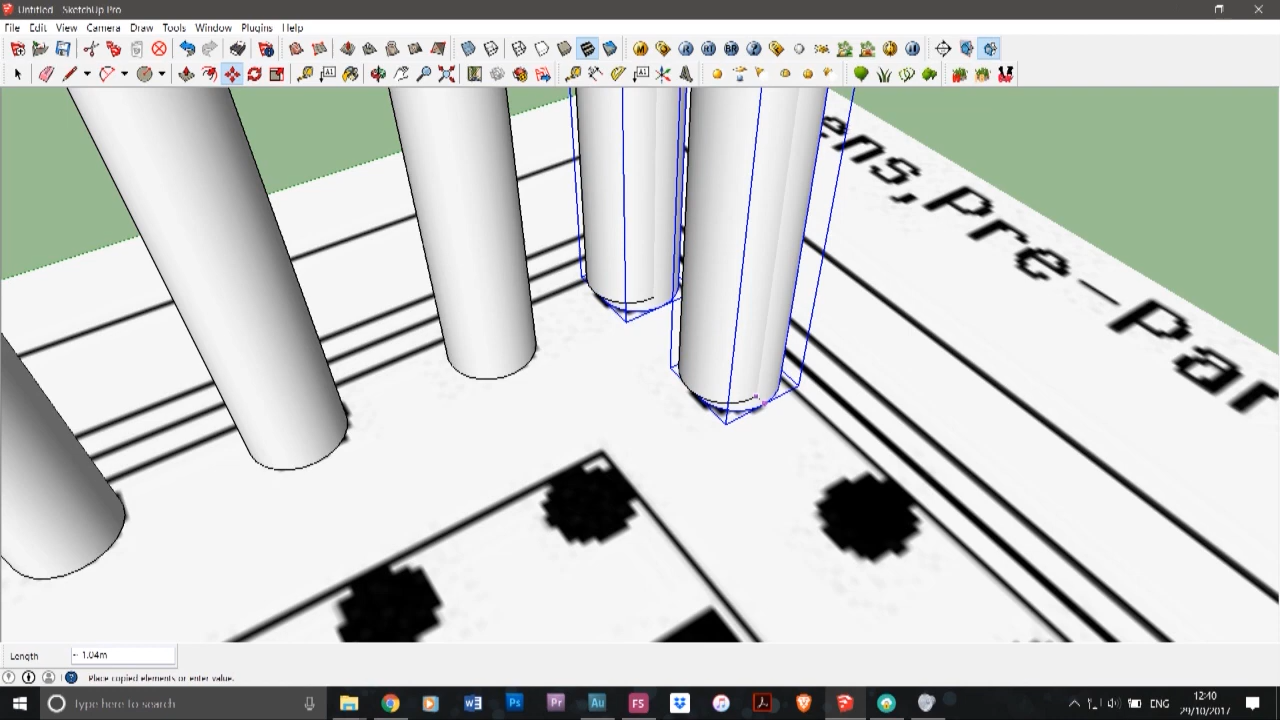 Untitled - SketchUp Pro
File Edit View Camera Draw Tools Window Plugins Help
ens,Pre-par
Length ~ 1.04m
Place copied elements or enter value.
Type here to search
ENG
12:40
29/10/2017